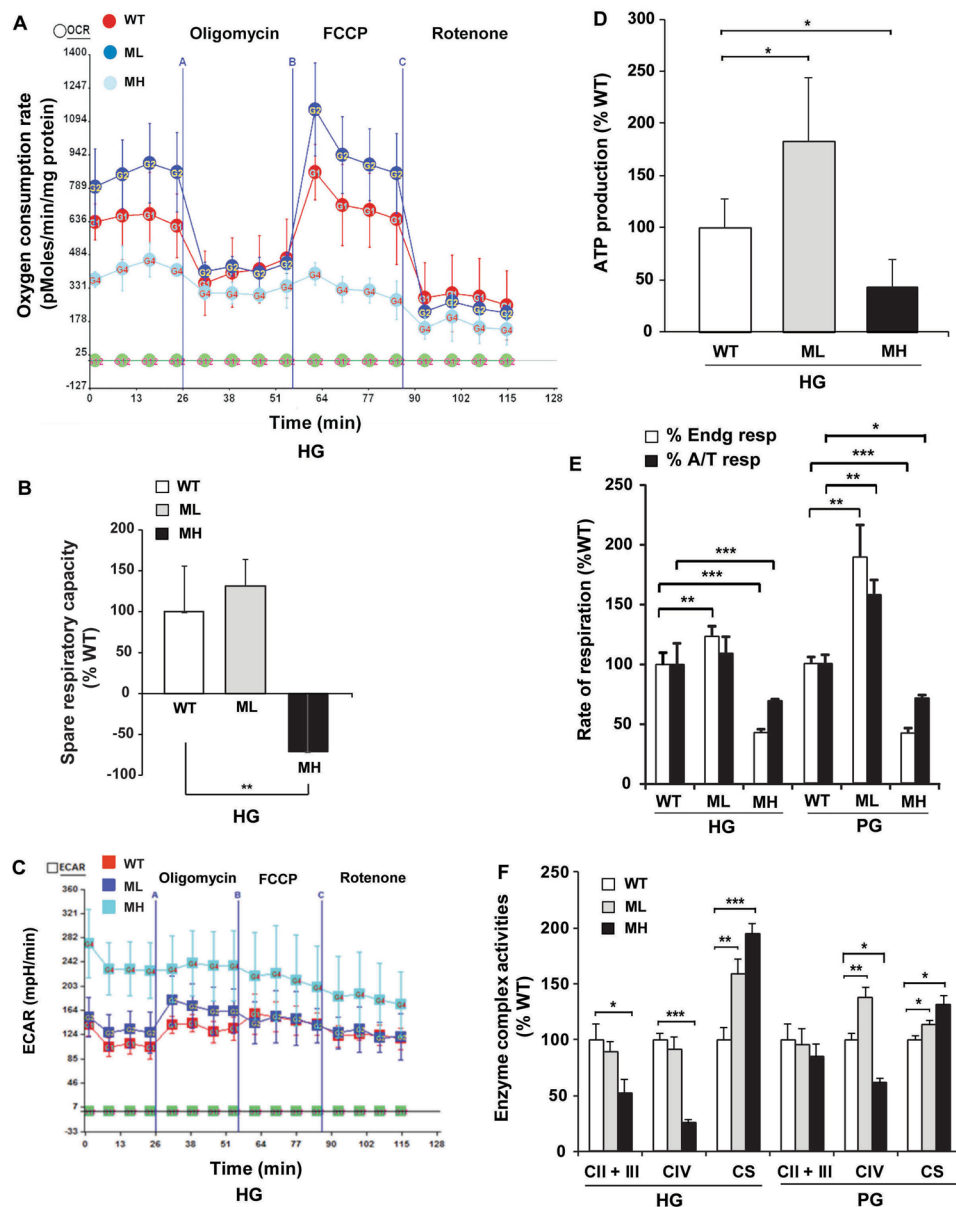 A
OCR
WT
ML
MH
Oligomycin FCCP Rotenone
A B C
Oxygen consumption rate
(pMoles/min/mg protein)
1400
1247
1094
942
789
636
484
331
178
25
-127
0 13 26 38 51 64 77 90 102 115 128
Time (min)
HG
B
WT
ML
MH
Spare respiratory capacity
(% WT)
200
150
100
50
0
-50
-100
WT ML
MH
**
HG
C
ECAR
WT
ML
MH
Oligomycin FCCP Rotenone
A B C
ECAR (mpH/min)
360
321
282
242
203
164
124
85
46
7
-33
0 13 26 38 51 64 77 90 102 115 128
Time (min)
HG
D
ATP production (% WT)
300
250
200
150
100
50
0
*
*
WT ML MH
HG
E
% Endg resp
% A/T resp
Rate of respiration (%WT)
250
200
150
100
50
0
***
***
**
*
***
**
**
WT ML MH WT ML MH
HG PG
F
WT
ML
MH
Enzyme complex activities
(% WT)
250
200
150
100
50
0
*
***
***
**
*
**
*
*
CII + III CIV CS CII + III CIV CS
HG PG